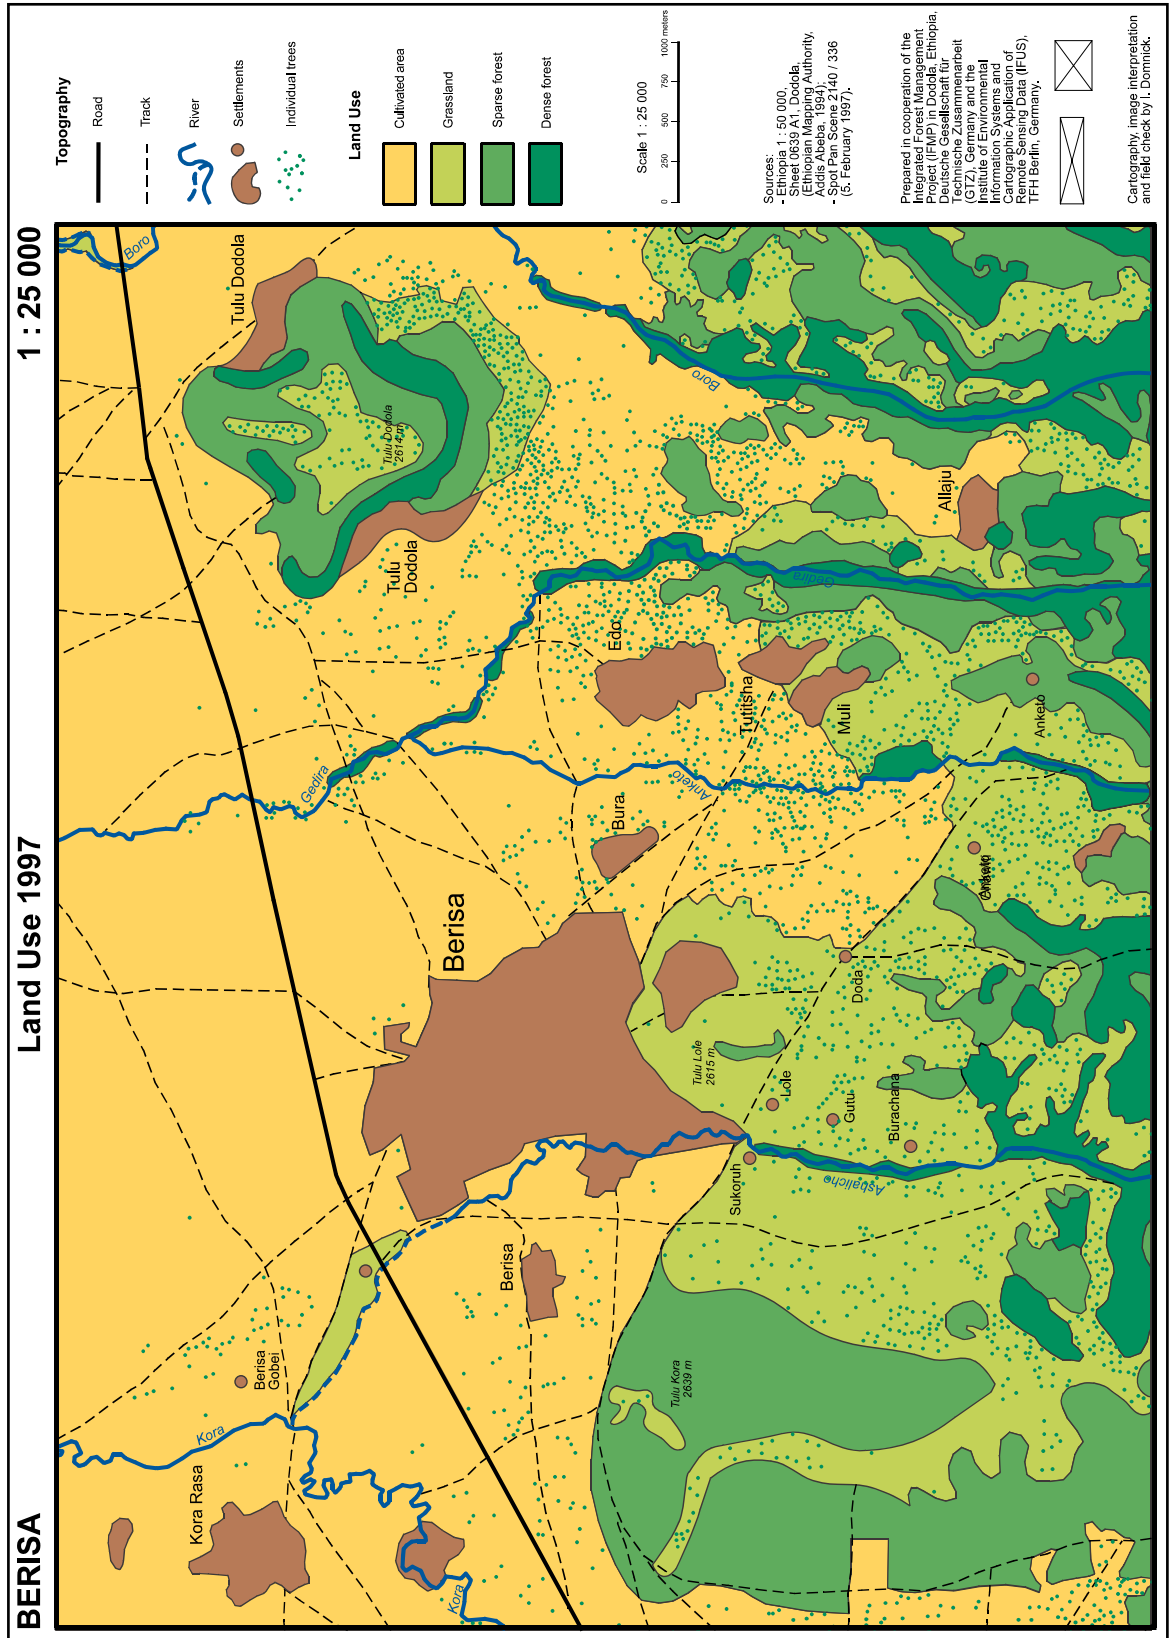 BERISA
Land Use 1997
1 : 25 000
Topography
Road
Track
River
Settlements
Individual trees
Land Use
Cultivated area
Grassland
Sparse forest
Dense forest
Scale 1 : 25 000
0
250
500
750
1000 meters
Sources:
- Ethiopia 1 : 50 000,
Sheet 0639 A1, Dodola,
(Ethiopian Mapping Authority,
Addis Abeba, 1994);
- Spot Pan Scene 2140 / 336
(5. February 1997).
Prepared in cooperation of the
Integrated Forest Management
Project (IFMP) in Dodola, Ethiopia,
Deutsche Gesellschaft für
Technische Zusammenarbeit
(GTZ), Germany and the
Institute of Environmental
Information Systems and
Cartographic Application of
Remote Sensing Data (IFUS),
TFH Berlin, Germany.
Cartography, image interpretation
and field check by I. Domnick.
Kora
Berisa
Gobei
Kora Rasa
Kora
Berisa
Tulu Kora
2639 m
Berisa
Sukoruh
Asbalicho
Lole
Gutu
Burachana
Tulu Lole
2615 m
Doda
Bura
Gedira
Anketo
Anketo
Edo
Tutitsha
Muli
Anketo
Gedira
Allaju
Tulu
Dodola
Tulu Dodola
2614 m
Tulu Dodola
Boro
Boro